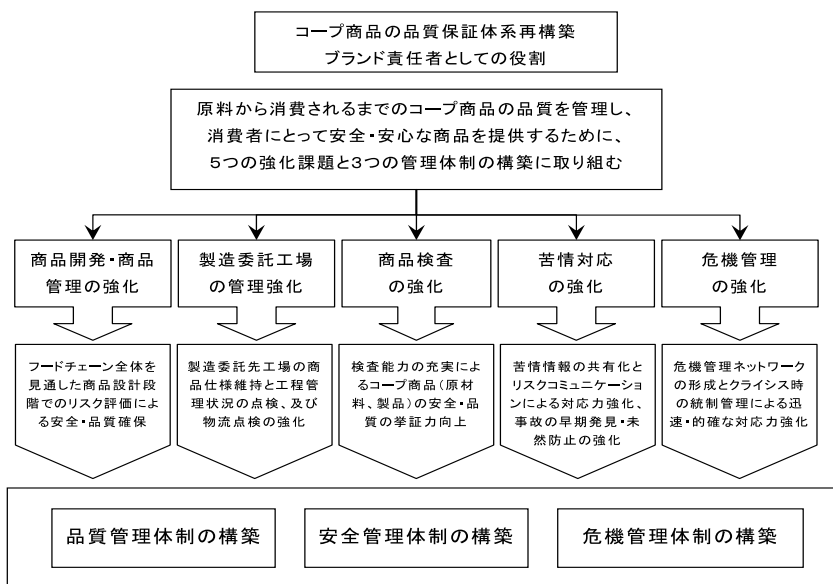 コープ商品の品質保証体系再構築
ブランド責任者としての役割
原料から消費されるまでのコープ商品の品質を管理し、
消費者にとって安全・安心な商品を提供するために、
5つの強化課題と3つの管理体制の構築に取り組む
商品開発・商品
管理の強化
製造委託工場
の管理強化
商品検査
の強化
苦情対応
の強化
危機管理
の強化
フードチェーン全体を
見通した商品設計段
階でのリスク評価によ
る安全・品質確保
製造委託先工場の商
品仕様維持と工程管
理状況の点検、及び
物流点検の強化
検査能力の充実によ
るコープ商品(原材
料、製品)の安全・品
質の挙証力向上
苦情情報の共有化と
リスクコミュニケーショ
ンによる対応力強化、
事故の早期発見・未
然防止の強化
危機管理ネットワーク
の形成とクライシス時
の統制管理による迅
速・的確な対応力強化
品質管理体制の構築
安全管理体制の構築
危機管理体制の構築